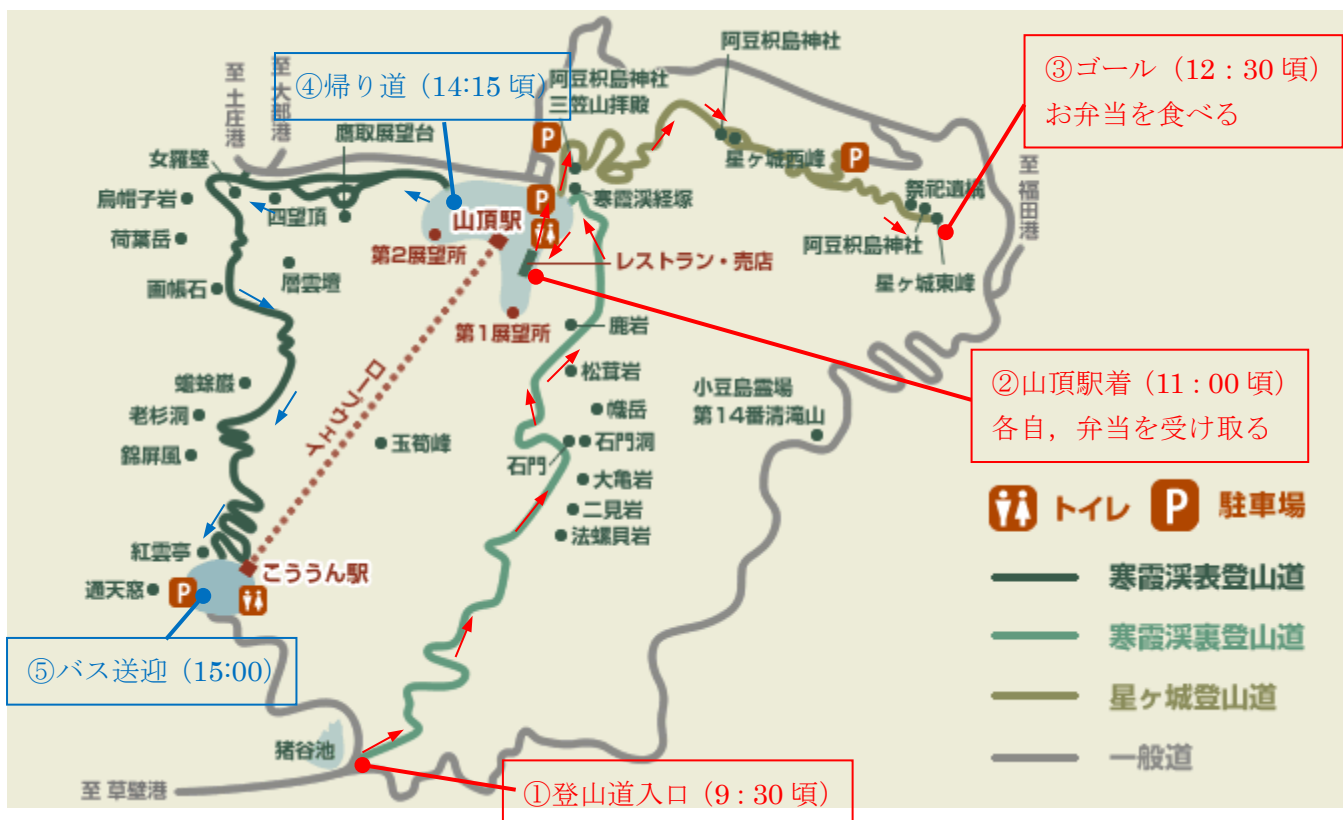 阿豆枳島神社
④帰り道（14:15 頃）
③ゴール（12：30 頃）
お弁当を食べる
至 土庄港
至 大部港
阿豆枳島神社
三笠山拝殿
鷹取展望台
P
女羅壁
星ヶ城西峰
P
至 福田港
烏帽子岩
四望頂
P
寒霞渓経塚
祭祀遺構
山頂駅
荷葉岳
第2展望所
阿豆枳島神社
層雲壇
レストラン・売店
星ヶ城東峰
画帳石
第1展望所
鹿岩
ロープウェイ
松茸岩
②山頂駅着（11：00 頃）
各自，弁当を受け取る
蟾蜍巖
小豆島霊場
第14番清滝山
老杉洞
幟岳
玉筍峰
石門
石門洞
錦屏風
大亀岩
二見岩
法螺貝岩
トイレ
P 駐車場
紅雲亭
こううん駅
寒霞渓表登山道
通天窓
P
寒霞渓裏登山道
⑤バス送迎（15:00）
星ヶ城登山道
猪谷池
一般道
至 草壁港
①登山道入口（9：30 頃）